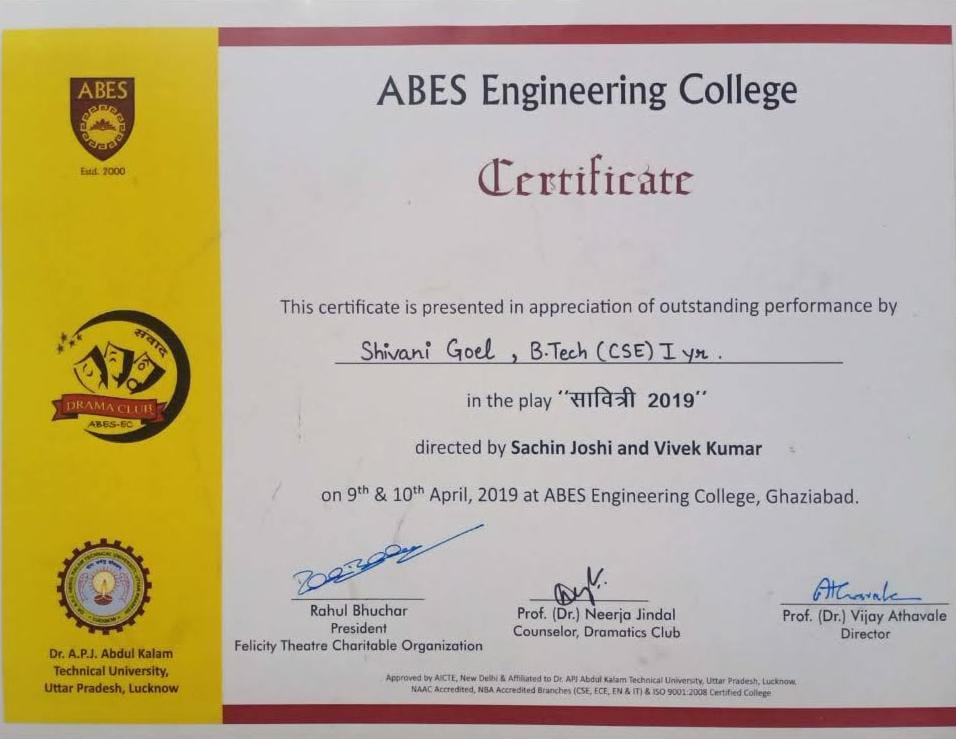 ABES
Estd. 2000
ABES Engineering College
Certificate
This certificate is presented in appreciation of outstanding performance by
Shivani Goel , B.Tech (CSE) I yr .
in the play "सावित्री 2019"
directed by Sachin Joshi and Vivek Kumar
on 9th & 10th April, 2019 at ABES Engineering College, Ghaziabad.
संवाद
DRAMA CLUB
ABES-EC
Dr. A.P.J. Abdul Kalam
Technical University,
Uttar Pradesh, Lucknow
Rahul Bhuchar
President
Felicity Theatre Charitable Organization
Prof. (Dr.) Neerja Jindal
Counselor, Dramatics Club
Athavale
Prof. (Dr.) Vijay Athavale
Director
Approved by AICTE, New Delhi & Affiliated to Dr. APJ Abdul Kalam Technical University, Uttar Pradesh, Lucknow.
NAAC Accredited, NBA Accredited Branches (CSE, ECE, EN & IT) & ISO 9001:2008 Certified College